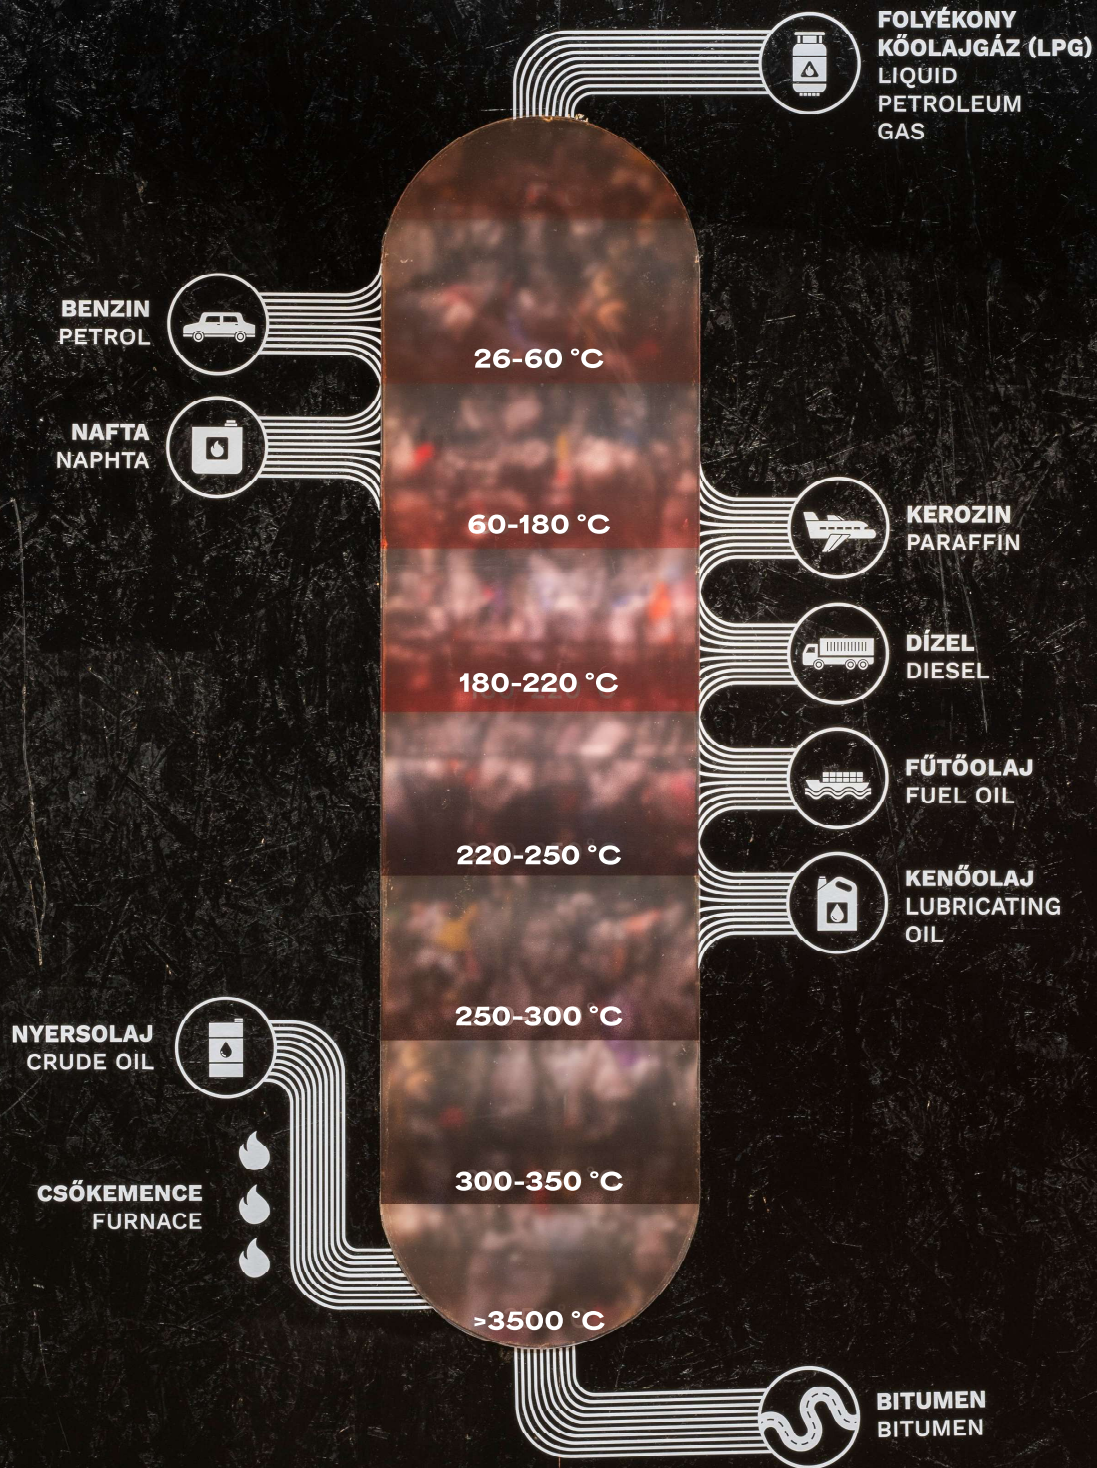 FOLYÉKONY
KŐOLAJGÁZ (LPG)
LIQUID
PETROLEUM
GAS
BENZIN
PETROL
26-60 °C
NAFTA
NAPHTA
60-180 °C
KEROZIN
PARAFFIN
DÍZEL
DIESEL
180-220 °C
FŰTŐOLAJ
FUEL OIL
220-250 °C
KENŐOLAJ
LUBRICATING
OIL
250-300 °C
NYERSOLAJ
CRUDE OIL
300-350 °C
CSŐKEMENCE
FURNACE
>3500 °C
BITUMEN
BITUMEN